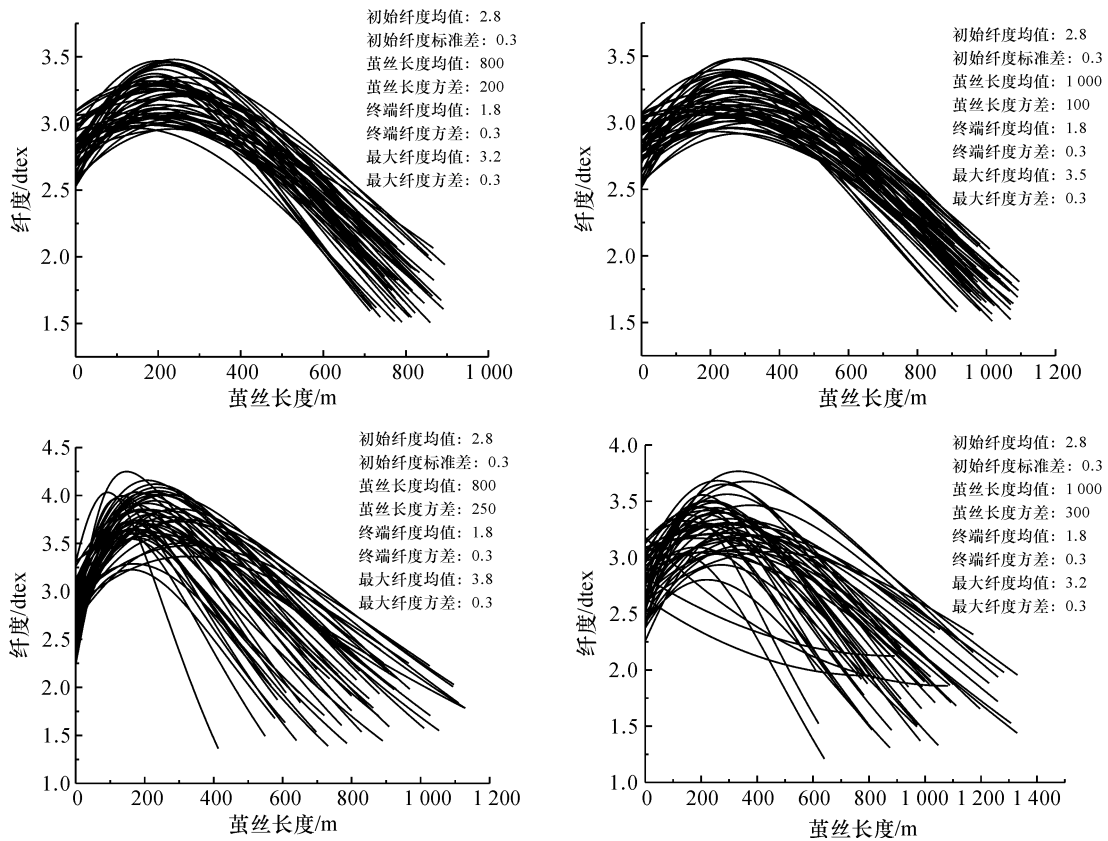 初始纤度均值：2.8
初始纤度标准差：0.3
茧丝长度均值：800
茧丝长度方差：200
终端纤度均值：1.8
终端纤度方差：0.3
最大纤度均值：3.2
最大纤度方差：0.3
3.5
3.0
2.5
2.0
1.5
纤度/dtex
0 200 400 600 800 1 000
茧丝长度/m
初始纤度均值：2.8
初始纤度标准差：0.3
茧丝长度均值：1 000
茧丝长度方差：100
终端纤度均值：1.8
终端纤度方差：0.3
最大纤度均值：3.5
最大纤度方差：0.3
3.5
3.0
2.5
2.0
1.5
纤度/dtex
0 200 400 600 800 1 000 1 200
茧丝长度/m
初始纤度均值：2.8
初始纤度标准差：0.3
茧丝长度均值：800
茧丝长度方差：250
终端纤度均值：1.8
终端纤度方差：0.3
最大纤度均值：3.8
最大纤度方差：0.3
4.5
4.0
3.5
3.0
2.5
2.0
1.5
1.0
纤度/dtex
0 200 400 600 800 1 000 1 200
茧丝长度/m
初始纤度均值：2.8
初始纤度标准差：0.3
茧丝长度均值：1 000
茧丝长度方差：300
终端纤度均值：1.8
终端纤度方差：0.3
最大纤度均值：3.2
最大纤度方差：0.3
4.0
3.5
3.0
2.5
2.0
1.5
1.0
纤度/dtex
0 200 400 600 800 1 000 1 200 1 400
茧丝长度/m